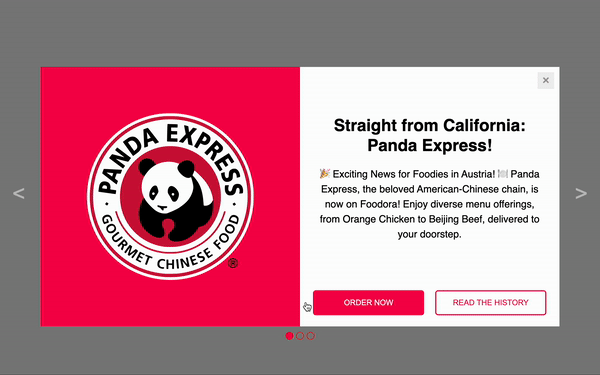 PANDA EXPRESS
GOURMET CHINESE FOOD
®
×
Straight from California:
Panda Express!
🎉 Exciting News for Foodies in Austria! 🍽️ Panda
Express, the beloved American-Chinese chain, is
now on Foodora! Enjoy diverse menu offerings,
from Orange Chicken to Beijing Beef, delivered to
your doorstep.
<
>
ORDER NOW
READ THE HISTORY